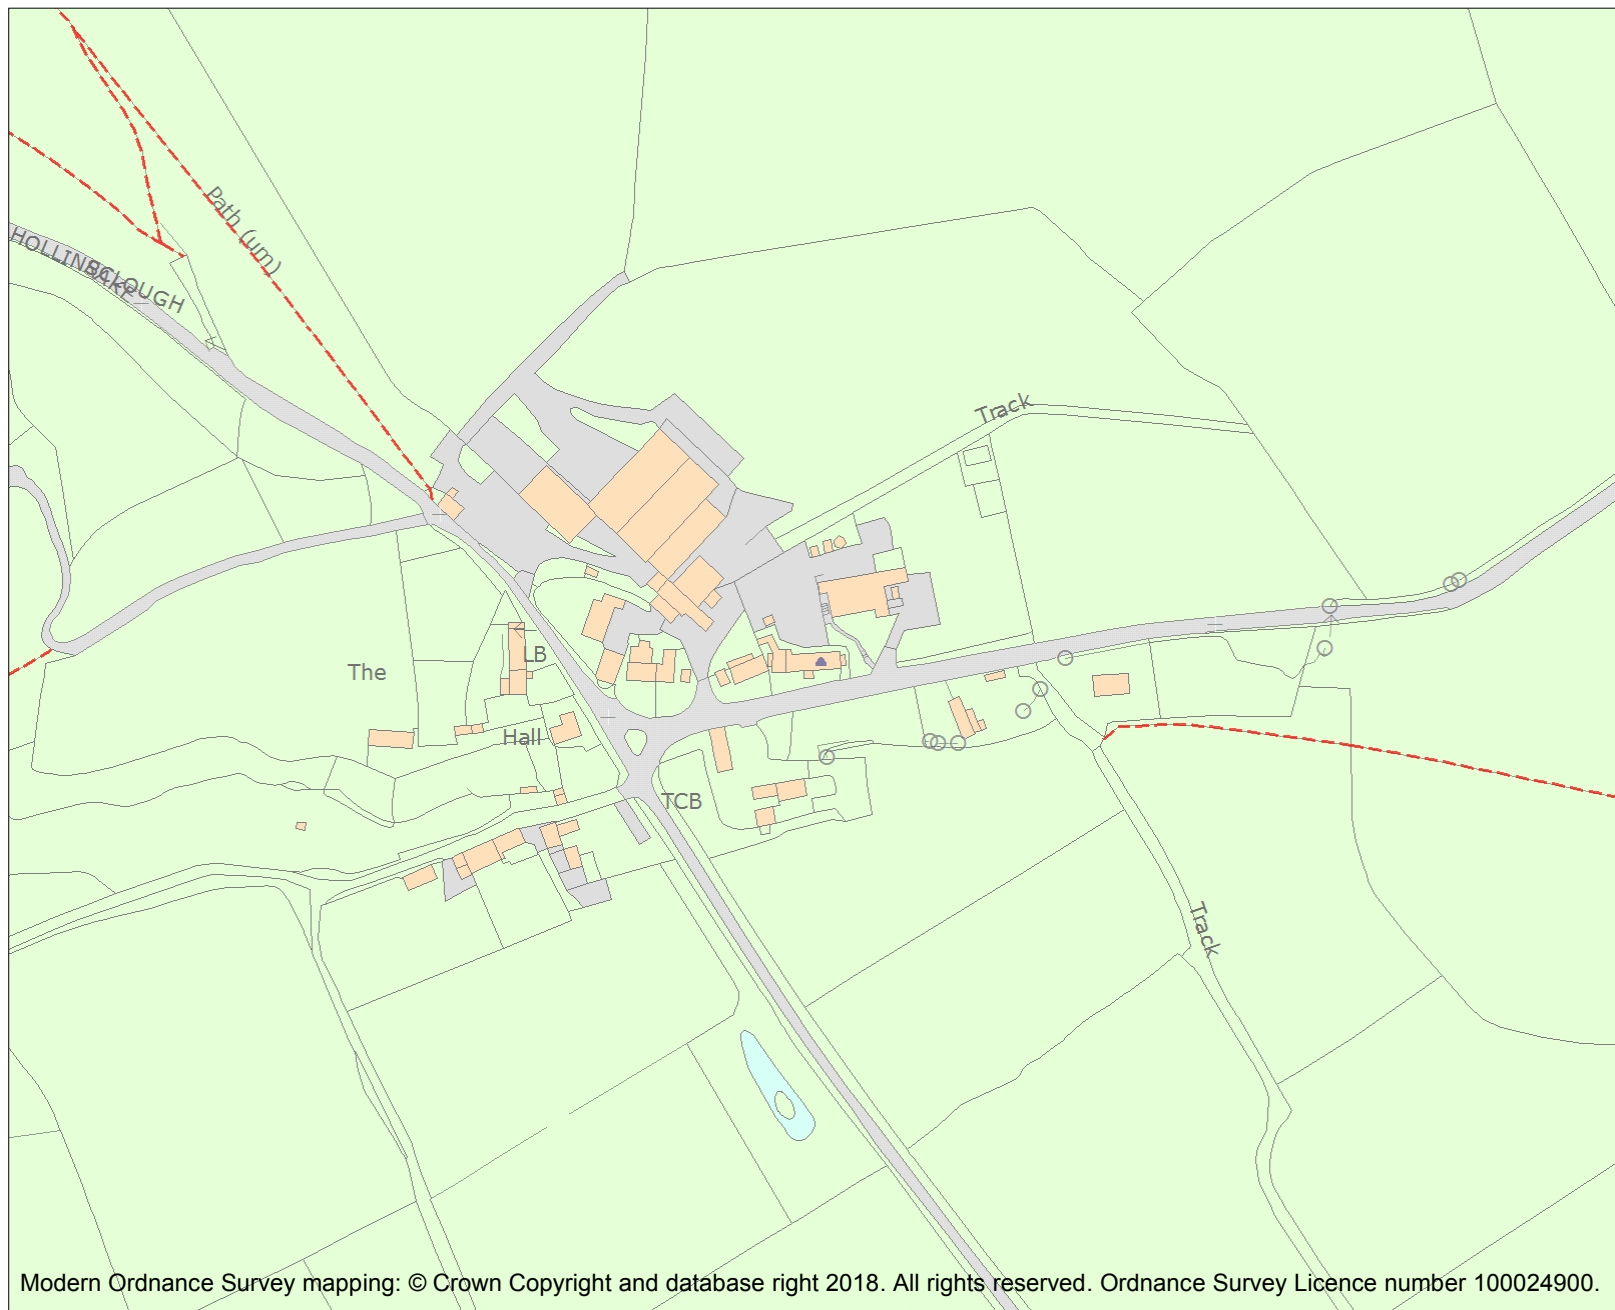 Path (um)
HOLLINSCLOUGH
RAKE
Track
LB
The
Hall
TCB
Track
Modern Ordnance Survey mapping: © Crown Copyright and database right 2018. All rights reserved. Ordnance Survey Licence number 100024900.